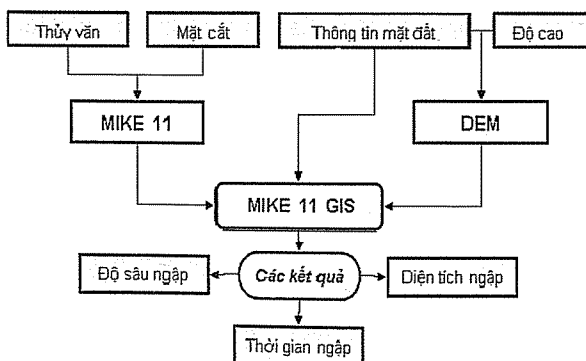 Thủy văn
Mặt cắt
Thông tin mặt đất
Độ cao
MIKE 11
DEM
MIKE 11 GIS
Độ sâu ngập
Các kết quả
Diện tích ngập
Thời gian ngập